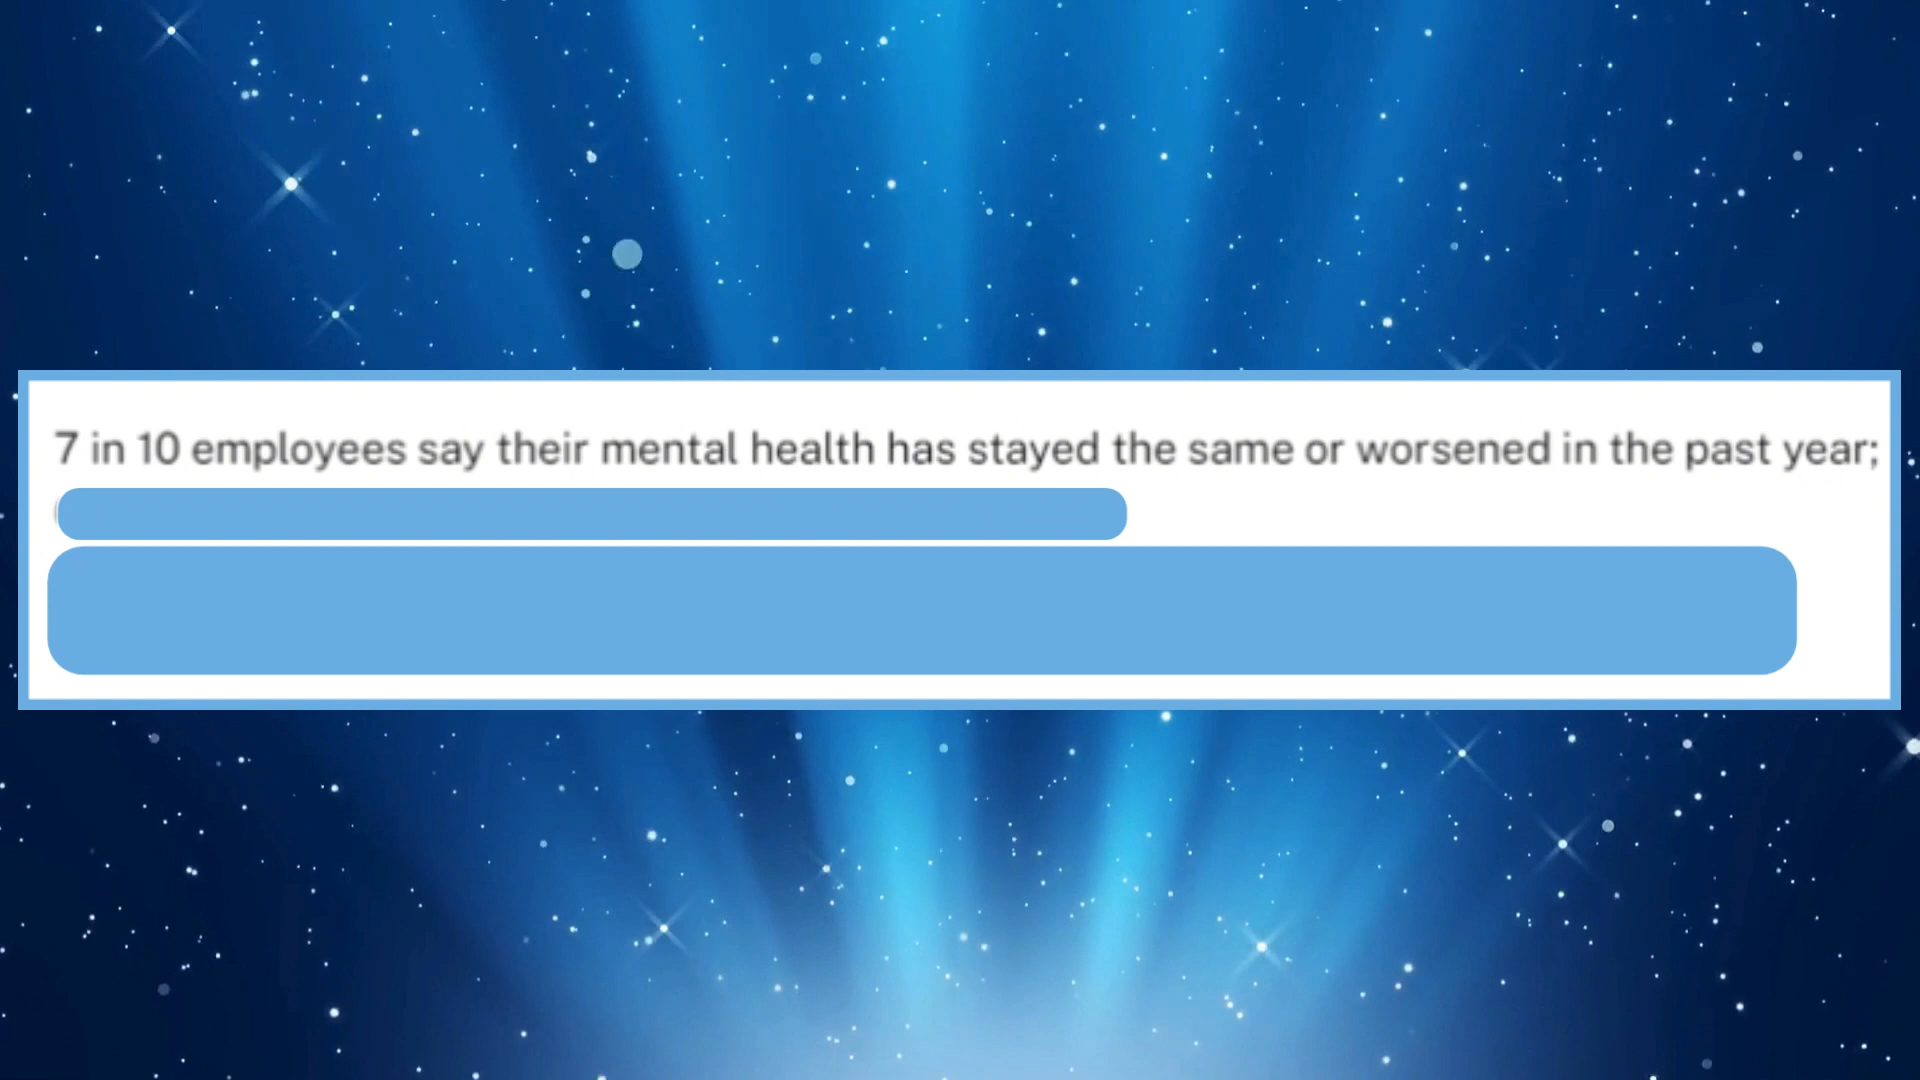 7 in 10 employees say their mental health has stayed the same or worsened in the past year;